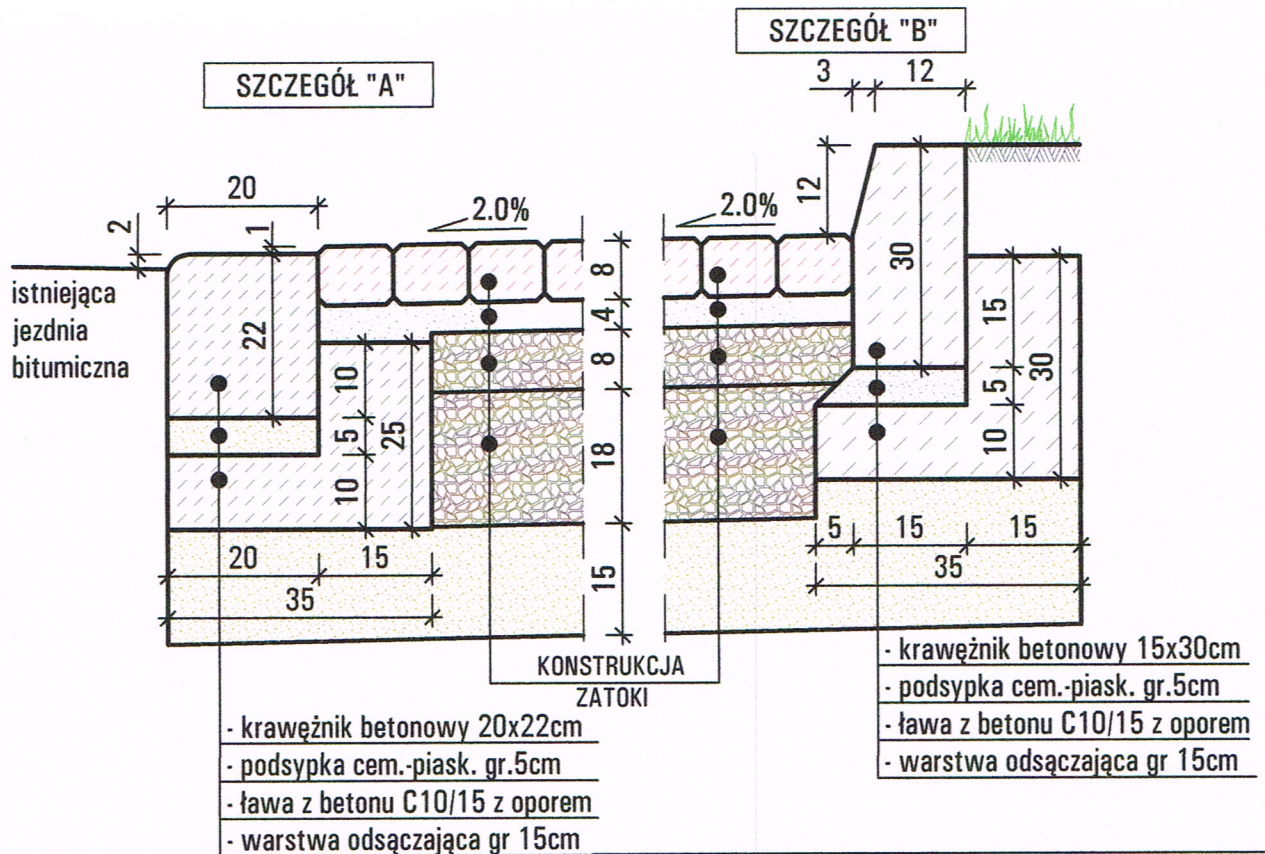 SZCZEGÓŁ "A"
SZCZEGÓŁ "B"
3
12
20
2
1
2.0%
2.0%
12
30
istniejąca
jezdnia
bitumiczna
22
8
4
8
18
15
10
5
10
25
15
5
10
30
20
15
35
5
15
15
35
KONSTRUKCJA
ZATOKI
- krawężnik betonowy 20x22cm
- podsypka cem.-piask. gr.5cm
- ława z betonu C10/15 z oporem
- warstwa odsączająca gr 15cm
- krawężnik betonowy 15x30cm
- podsypka cem.-piask. gr.5cm
- ława z betonu C10/15 z oporem
- warstwa odsączająca gr 15cm